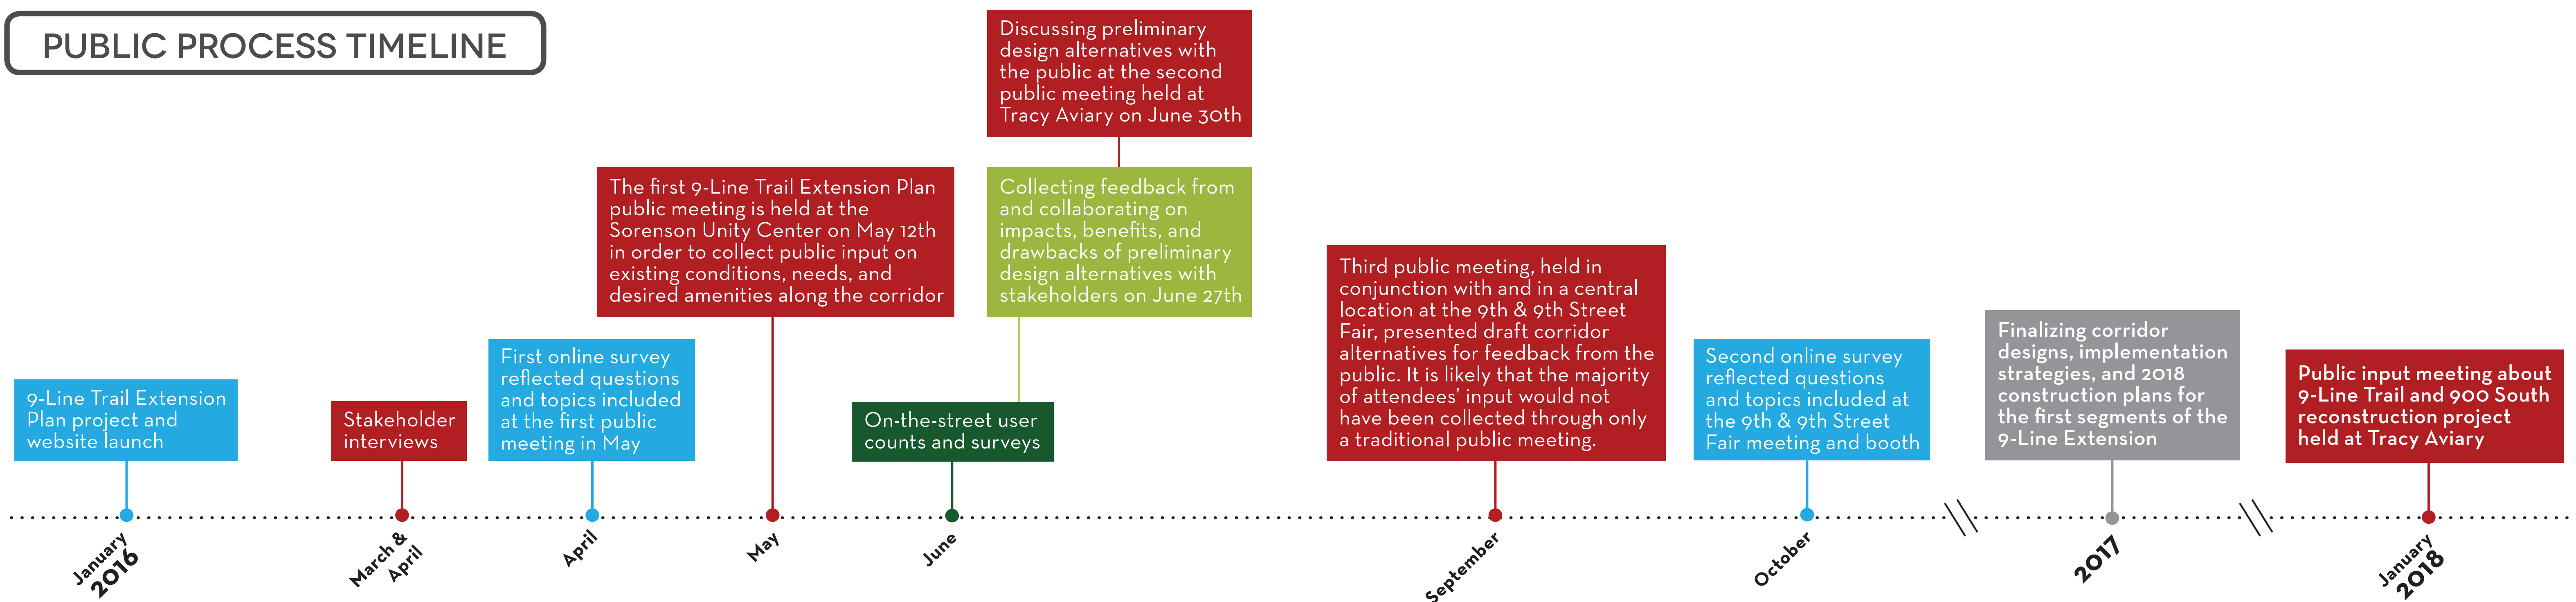 PUBLIC PROCESS TIMELINE
9-Line Trail Extension
Plan project and
website launch
Stakeholder
interviews
First online survey
reflected questions
and topics included
at the first public
meeting in May
The first 9-Line Trail Extension Plan
public meeting is held at the
Sorenson Unity Center on May 12th
in order to collect public input on
existing conditions, needs, and
desired amenities along the corridor
On-the-street user
counts and surveys
Discussing preliminary
design alternatives with
the public at the second
public meeting held at
Tracy Aviary on June 30th
Collecting feedback from
and collaborating on
impacts, benefits, and
drawbacks of preliminary
design alternatives with
stakeholders on June 27th
Third public meeting, held in
conjunction with and in a central
location at the 9th & 9th Street
Fair, presented draft corridor
alternatives for feedback from the
public. It is likely that the majority
of attendees' input would not
have been collected through only
a traditional public meeting.
Second online survey
reflected questions
and topics included at
the 9th & 9th Street
Fair meeting and booth
Finalizing corridor
designs, implementation
strategies, and 2018
construction plans for
the first segments of the
9-Line Extension
Public input meeting about
9-Line Trail and 900 South
reconstruction project
held at Tracy Aviary
January
2016
March &
April
April
May
June
September
October
2017
January
2018